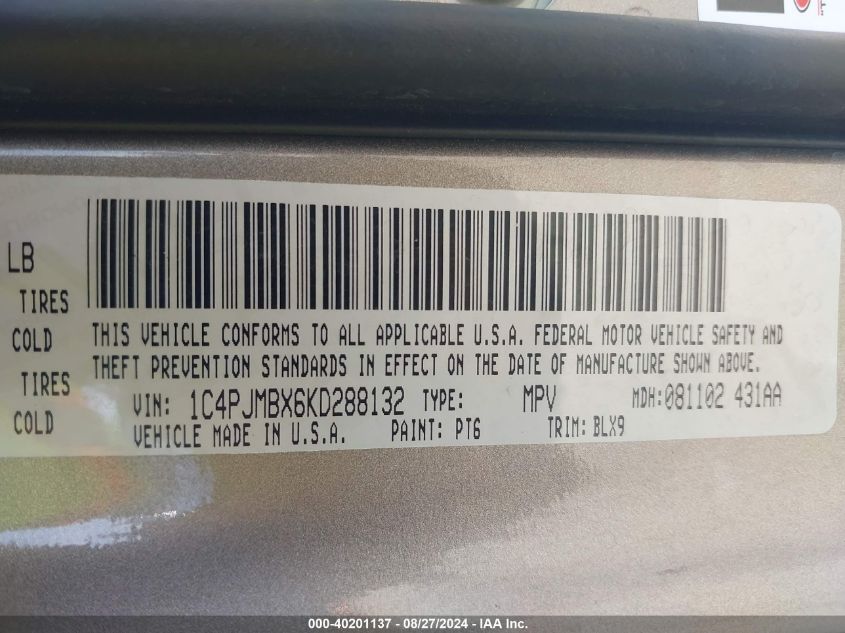 LB
TIRES
COLD
TIRES
COLD
THIS VEHICLE CONFORMS TO ALL APPLICABLE U.S.A. FEDERAL MOTOR VEHICLE SAFETY AND
THEFT PREVENTION STANDARDS IN EFFECT ON THE DATE OF MANUFACTURE SHOWN ABOVE.
VIN: 1C4PJMBX6KD288132 TYPE: MPV MDH:081102 431AA
VEHICLE MADE IN U.S.A. PAINT: PT6 TRIM: BLX9
000-40201137 - 08/27/2024 - IAA Inc.